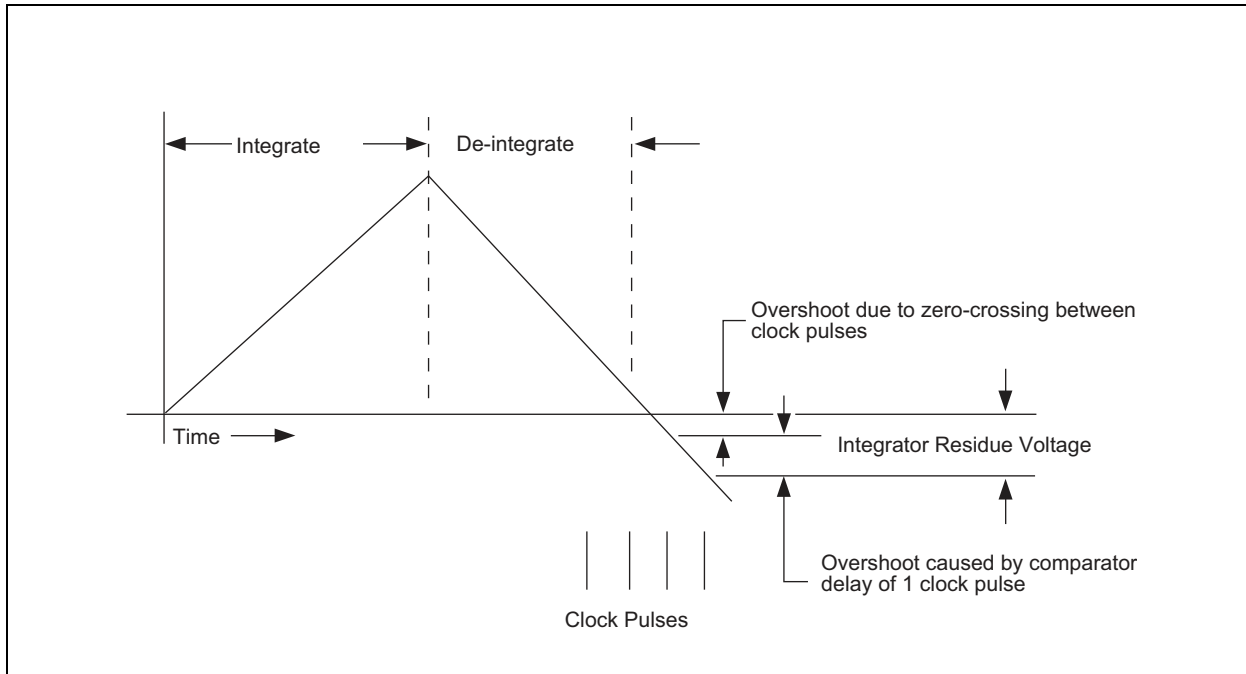 Integrate
De-integrate
Overshoot due to zero-crossing between
clock pulses
Time
Integrator Residue Voltage
Overshoot caused by comparator
delay of 1 clock pulse
Clock Pulses